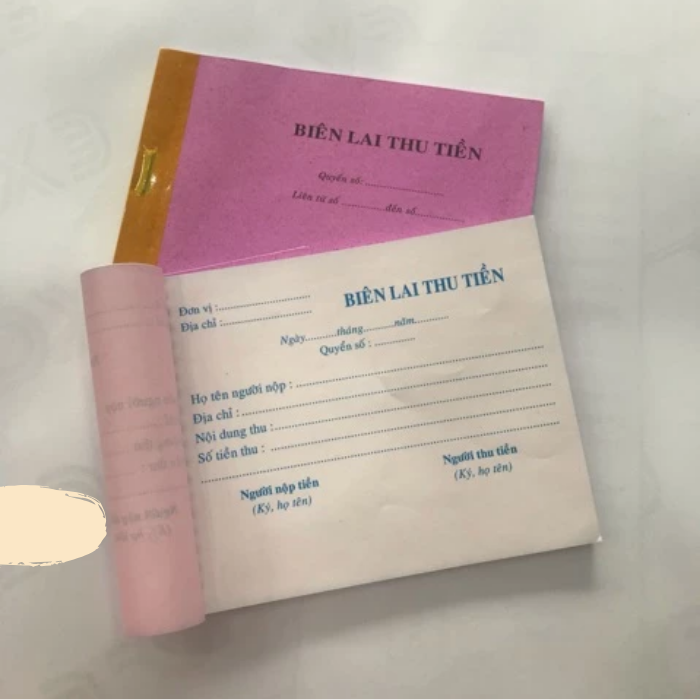 BIÊN LAI THU TIỀN
Quyển số:....................
Liên từ số ............đến số............
Đơn vị :..............................
Địa chỉ :..............................
BIÊN LAI THU TIỀN
Ngày..........tháng..........năm..........
Quyển số : ............
Họ tên người nộp : ............................................................
Địa chỉ : ............................................................
Nội dung thu : ............................................................
Số tiền thu : ............................................................
............................................................
Người nộp tiền
(Ký, họ tên)
Người thu tiền
(Ký, họ tên)